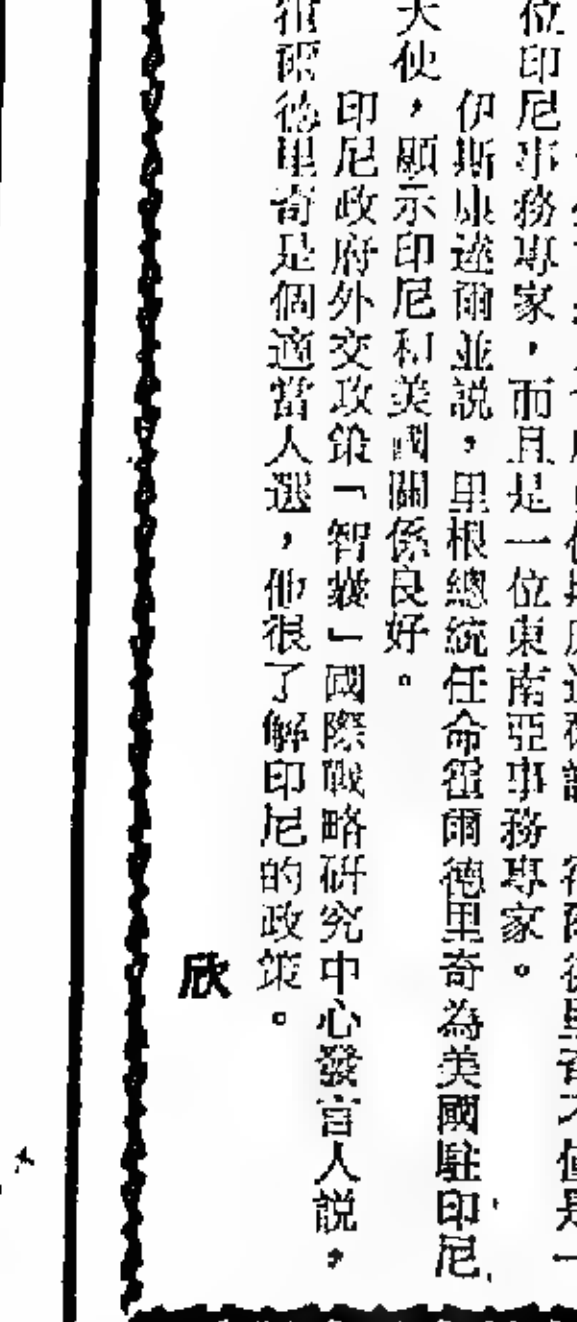 位印尼事務專家，而且是一位東南亞事務專家。
伊斯康達爾並説，里根總統任命霍爾德里奇為美國駐印尼
大使，顯示印尼和美國關係良好。
印尼政府外交政策「智囊」國際戰略研究中心發言人説，
霍爾德里奇是個適當人選，他很了解印尼的政策。
欣